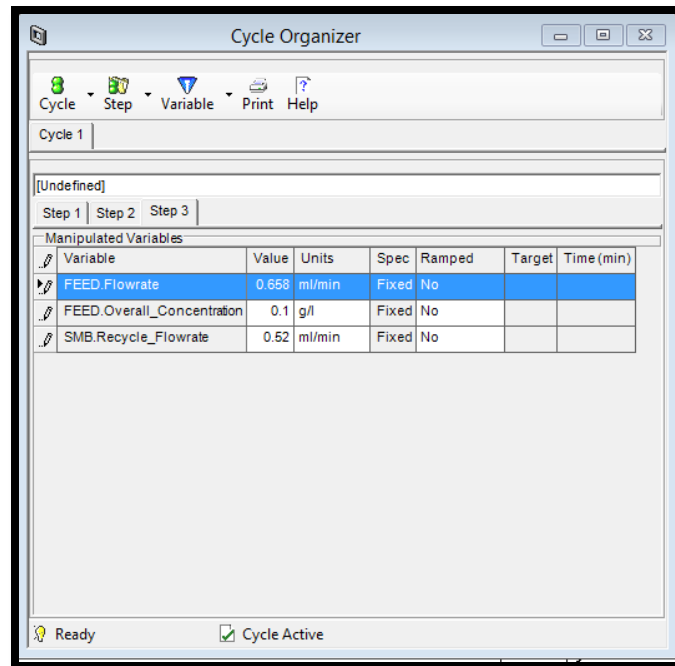 Cycle Organizer
Cycle Step Variable Print Help
Cycle 1
[Undefined]
Step 1 Step 2 Step 3
Manipulated Variables
Variable Value Units Spec Ramped Target Time (min)
FEED.Flowrate 0.658 ml/min Fixed No
FEED.Overall_Concentration 0.1 g/l Fixed No
SMB.Recycle_Flowrate 0.52 ml/min Fixed No
Ready Cycle Active